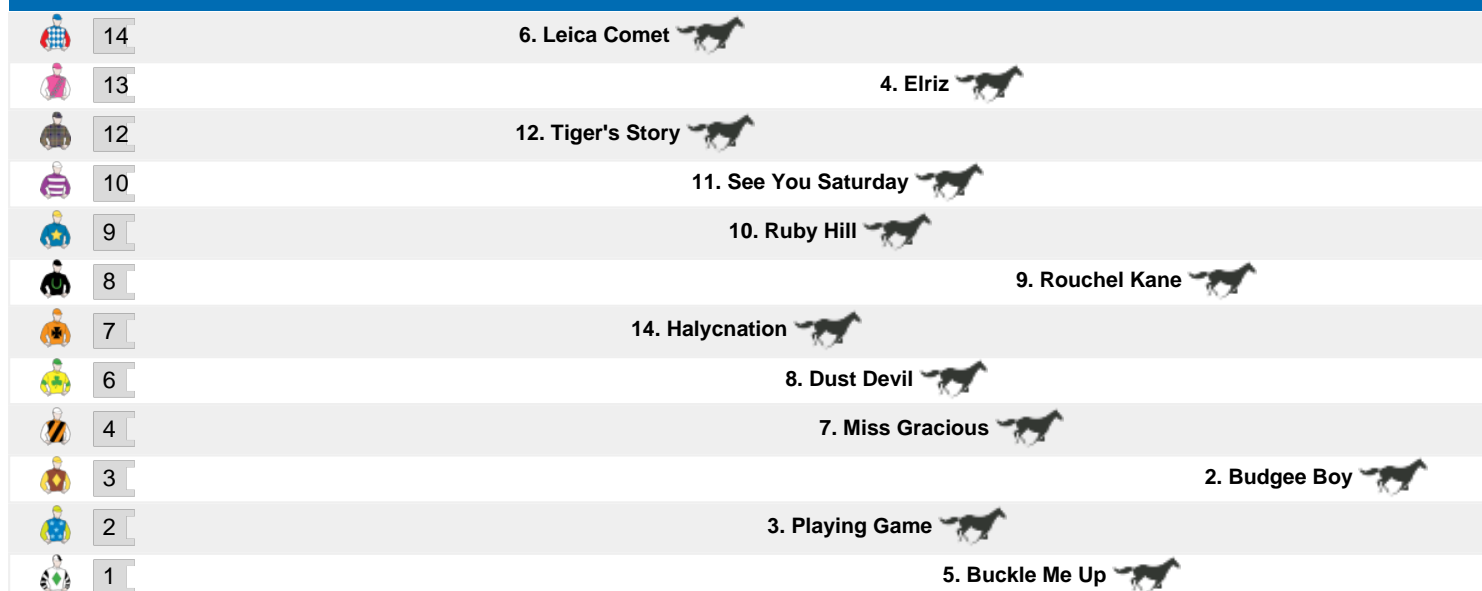 14 6. Leica Comet
13 4. Elriz
12 12. Tiger's Story
10 11. See You Saturday
9 10. Ruby Hill
8 9. Rouchel Kane
7 14. Halycnation
6 8. Dust Devil
4 7. Miss Gracious
3 2. Budgee Boy
2 3. Playing Game
1 5. Buckle Me Up